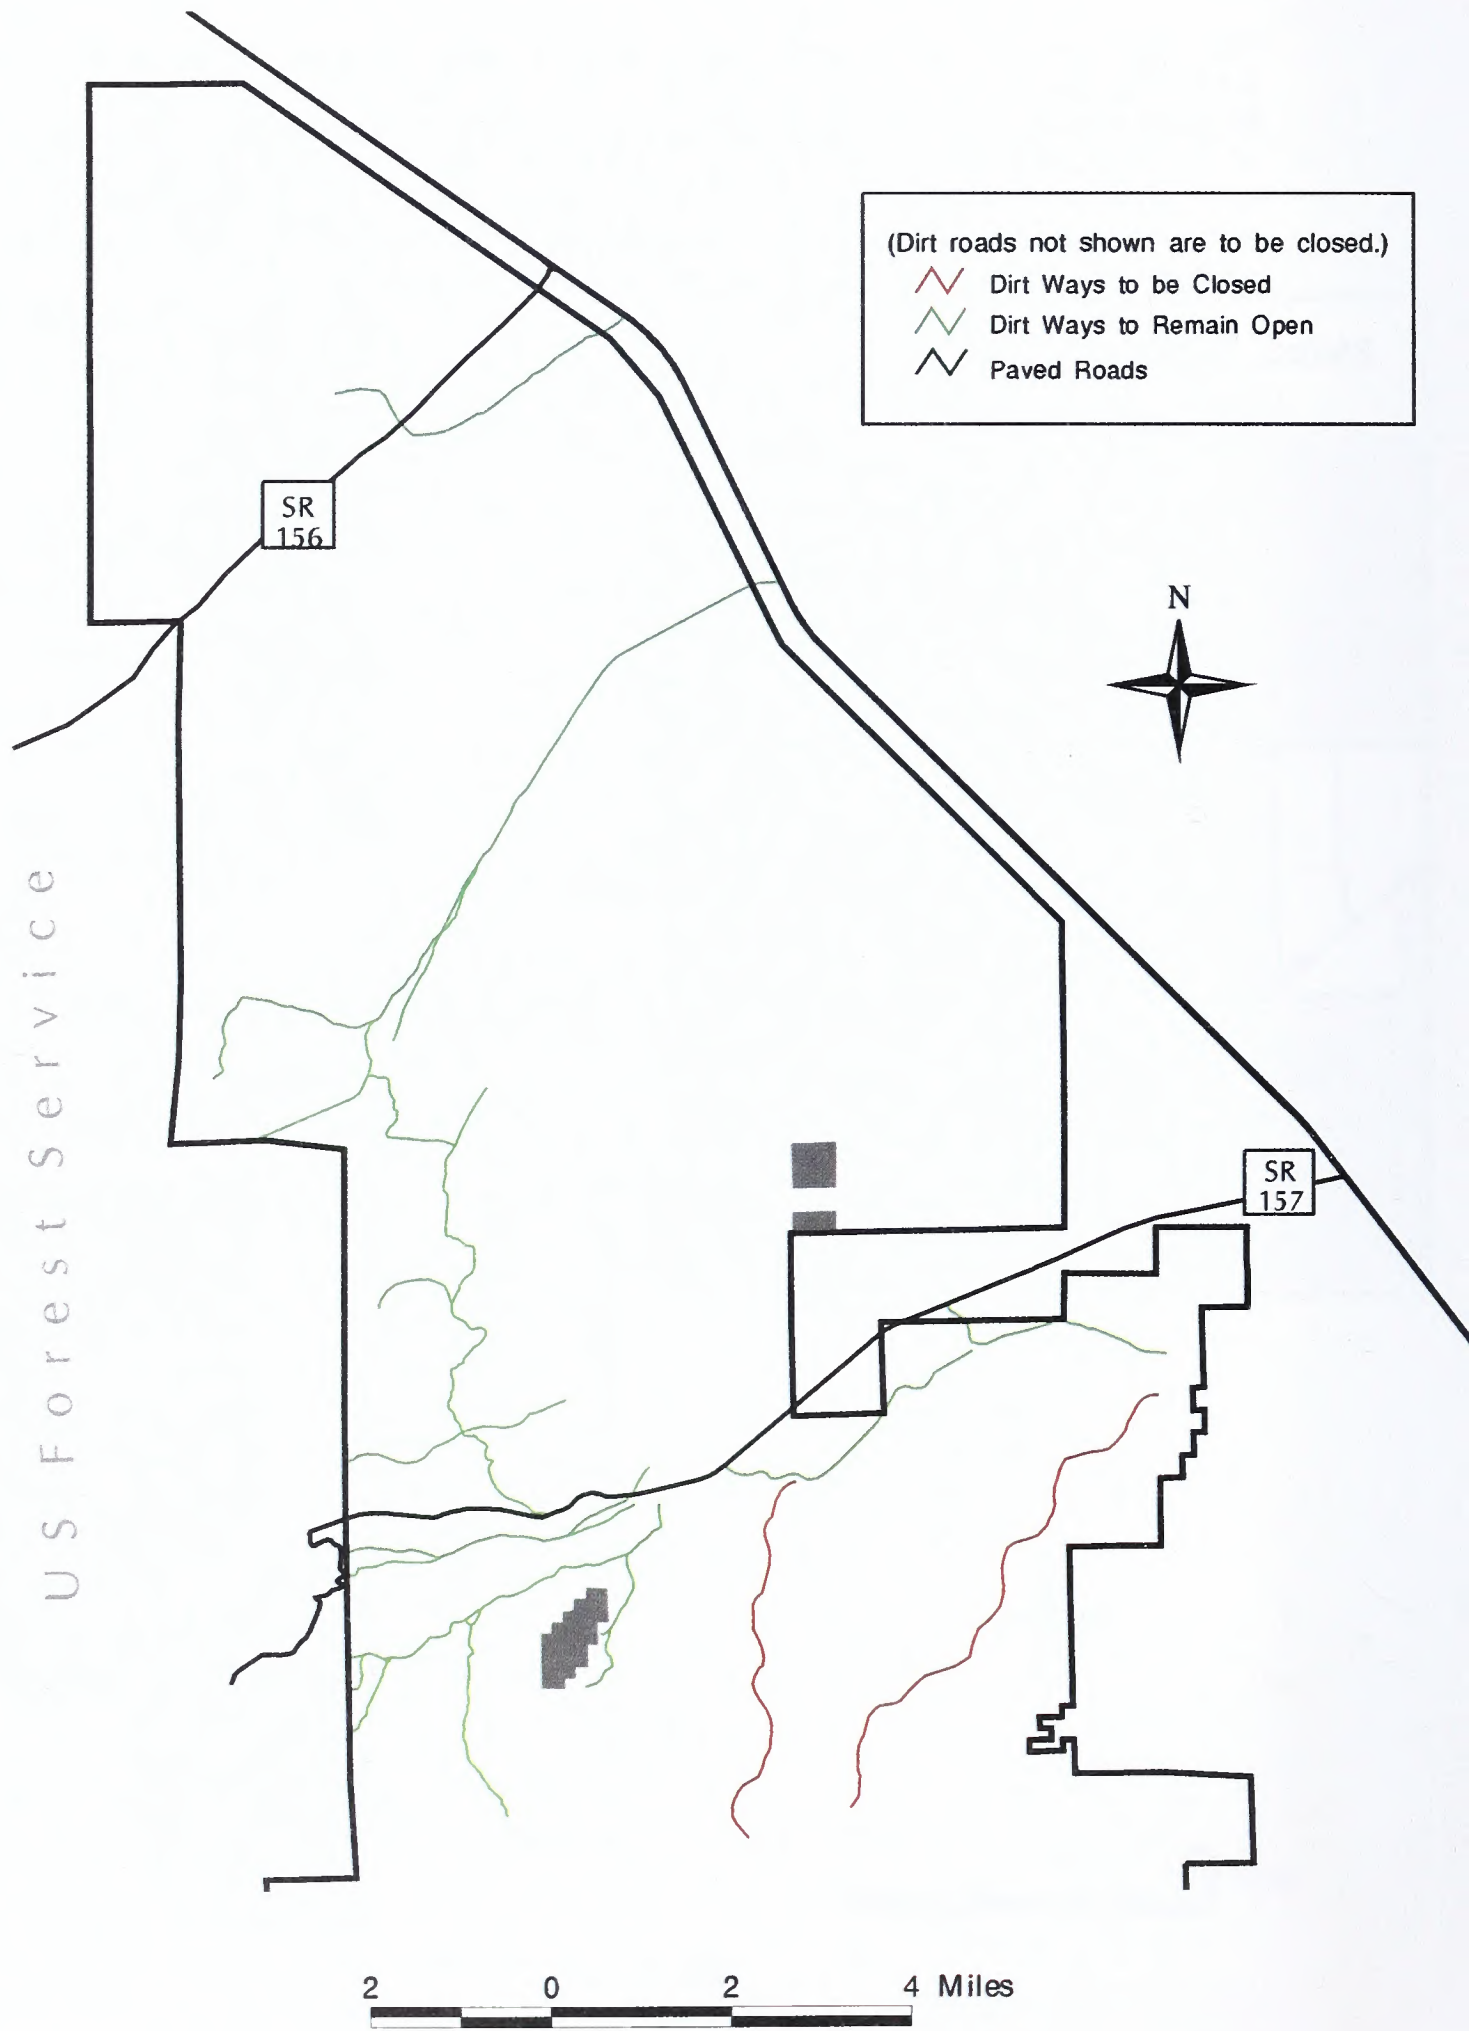 (Dirt roads not shown are to be closed.)
Dirt Ways to be Closed
Dirt Ways to Remain Open
Paved Roads
SR
156
N
US Forest Service
SR
157
2 0 2 4 Miles